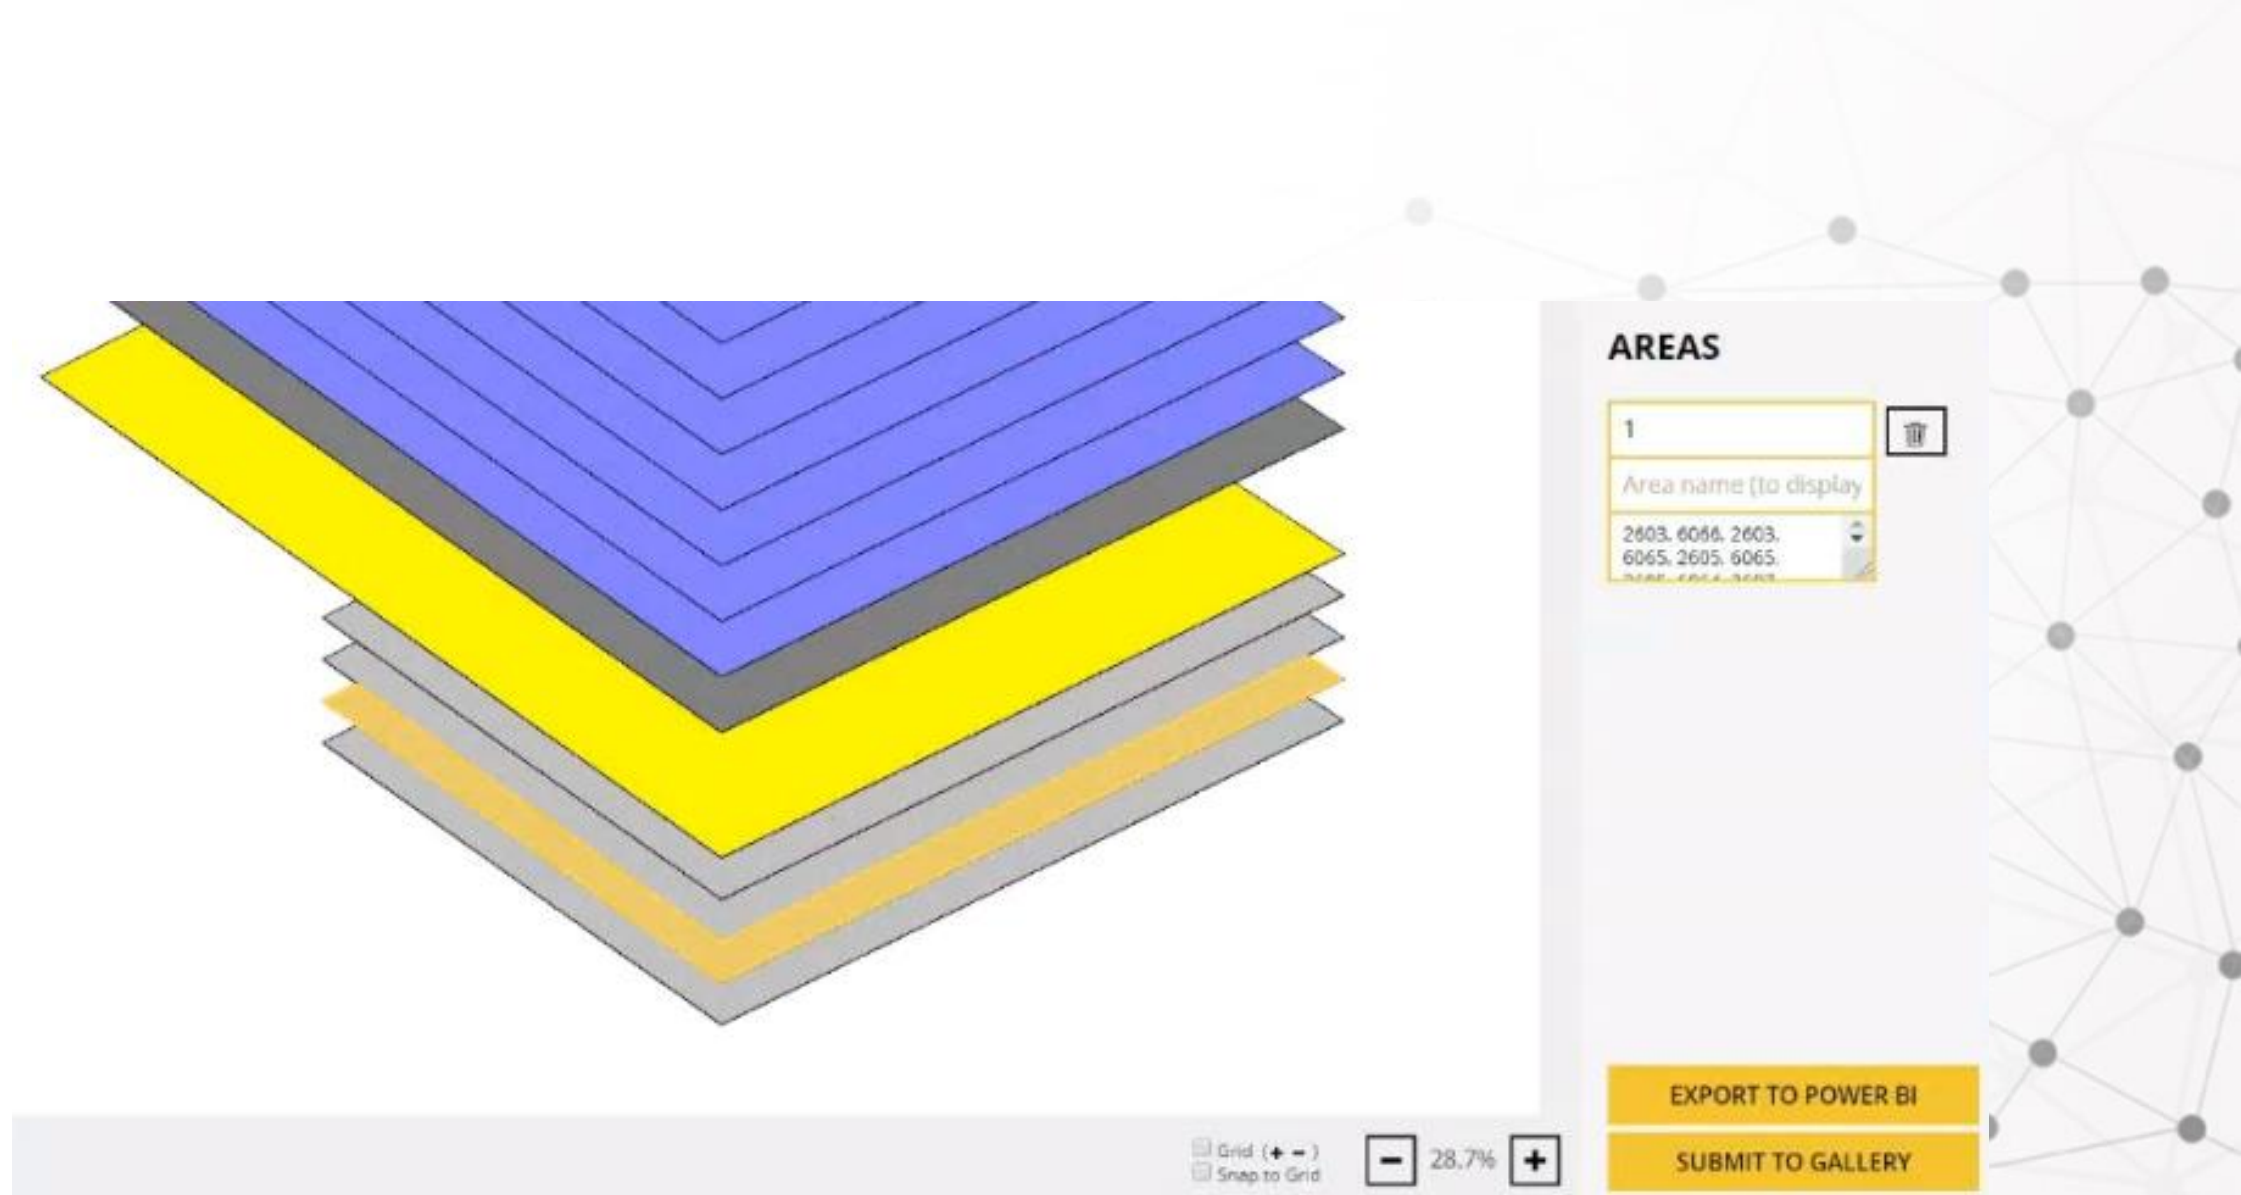 AREAS
1
Area name (to display
2603, 6066, 2603,
6065, 2605, 6065,
EXPORT TO POWER BI
SUBMIT TO GALLERY
Grid (+ - )
Snap to Grid
- 28.7% +